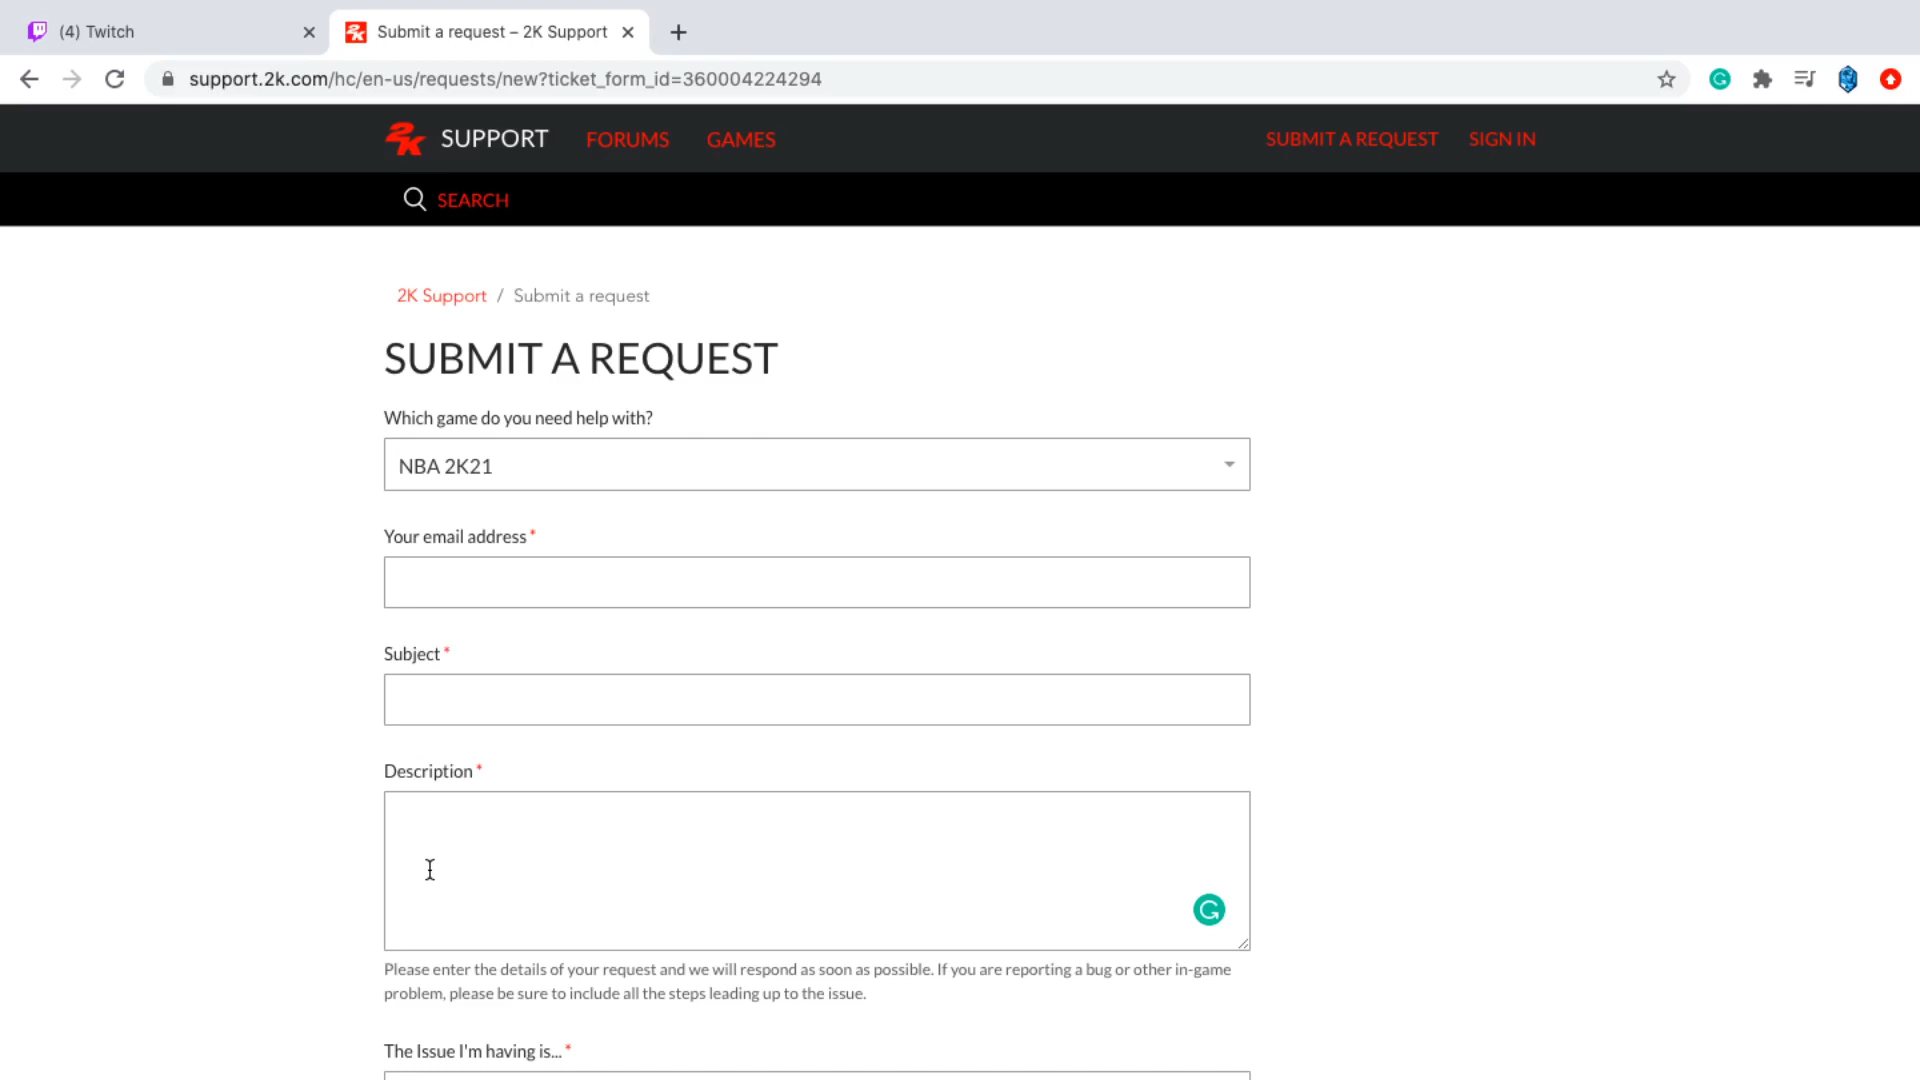 (4) Twitch
Submit a request – 2K Support
support.2k.com/hc/en-us/requests/new?ticket_form_id=360004224294
2K SUPPORT FORUMS GAMES SUBMIT A REQUEST SIGN IN
SEARCH
2K Support / Submit a request
SUBMIT A REQUEST
Which game do you need help with?
NBA 2K21
Your email address *
Subject *
Description *
Please enter the details of your request and we will respond as soon as possible. If you are reporting a bug or other in-game
problem, please be sure to include all the steps leading up to the issue.
The Issue I'm having is... *